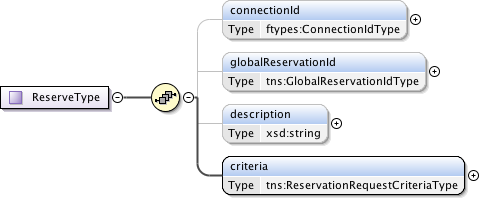 connectionId
Type ftypes:ConnectionIdType
globalReservationId
Type tns:GlobalReservationIdType
ReserveType
description
Type xsd:string
criteria
Type tns:ReservationRequestCriteriaType